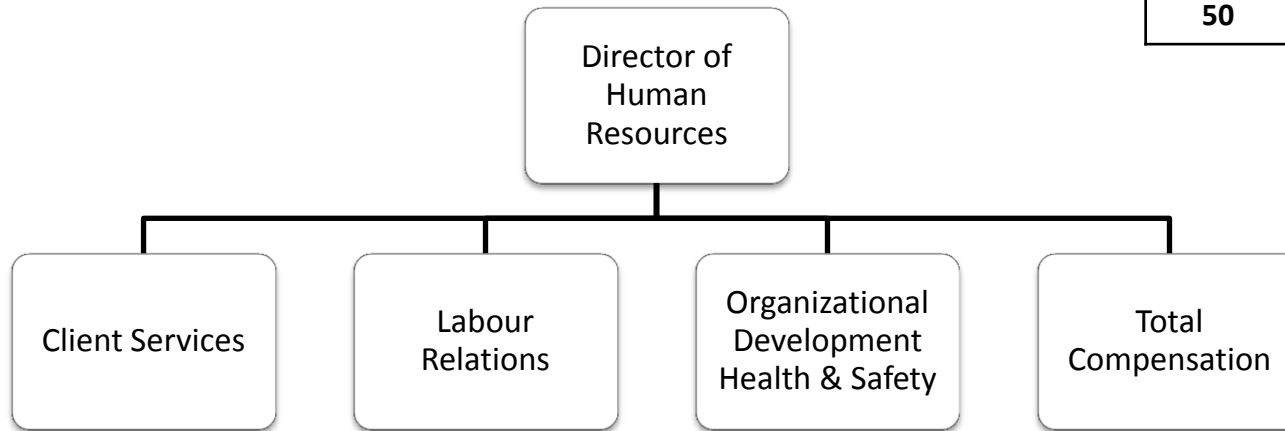 50
Director of
Human
Resources
Client Services
Labour
Relations
Organizational
Development
Health & Safety
Total
Compensation